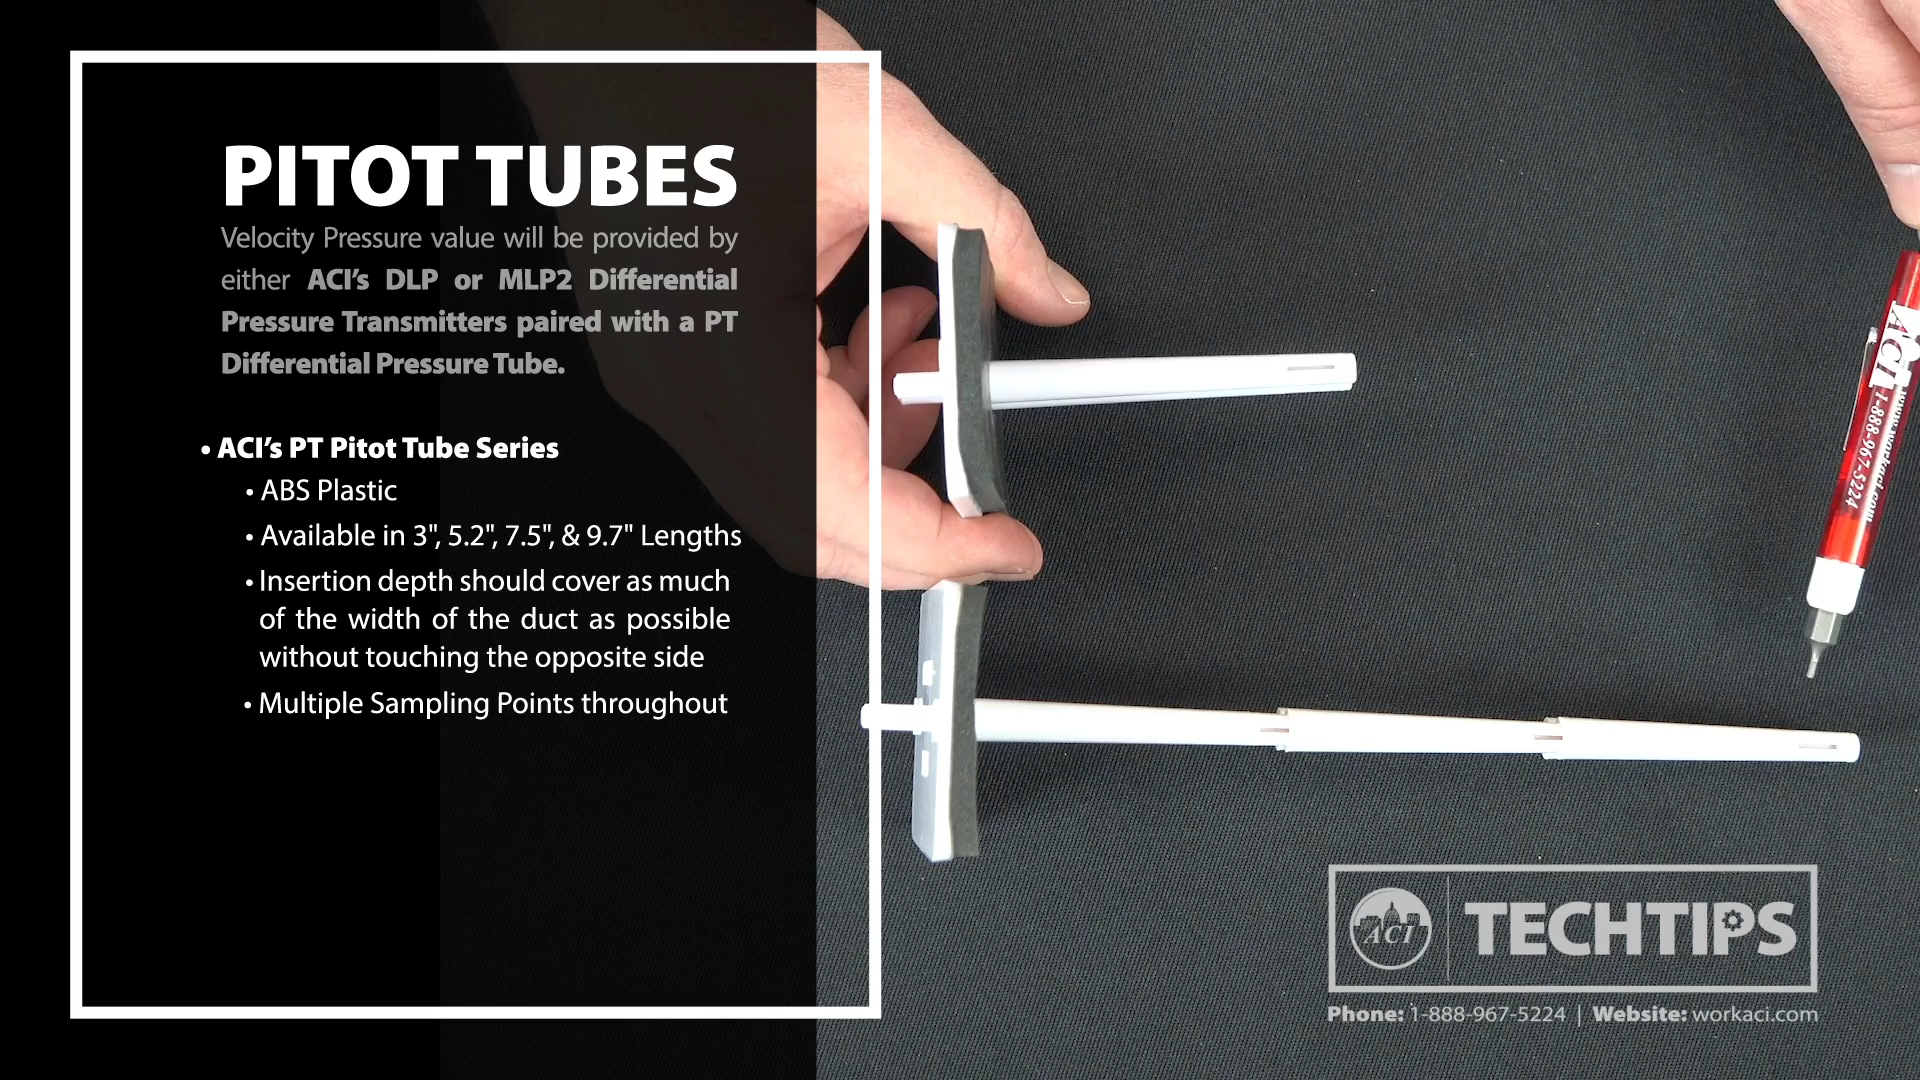 PITOT TUBES
Velocity Pressure value will be provided by
either ACI's DLP or MLP2 Differential
Pressure Transmitters paired with a PT
Differential Pressure Tube.
• ACI's PT Pitot Tube Series
• ABS Plastic
• Available in 3", 5.2", 7.5", & 9.7" Lengths
• Insertion depth should cover as much
of the width of the duct as possible
without touching the opposite side
• Multiple Sampling Points throughout
ACI
www.workaci.com
1-888-967-5224
ACI
TECHTIPS
Phone: 1-888-967-5224 | Website: workaci.com